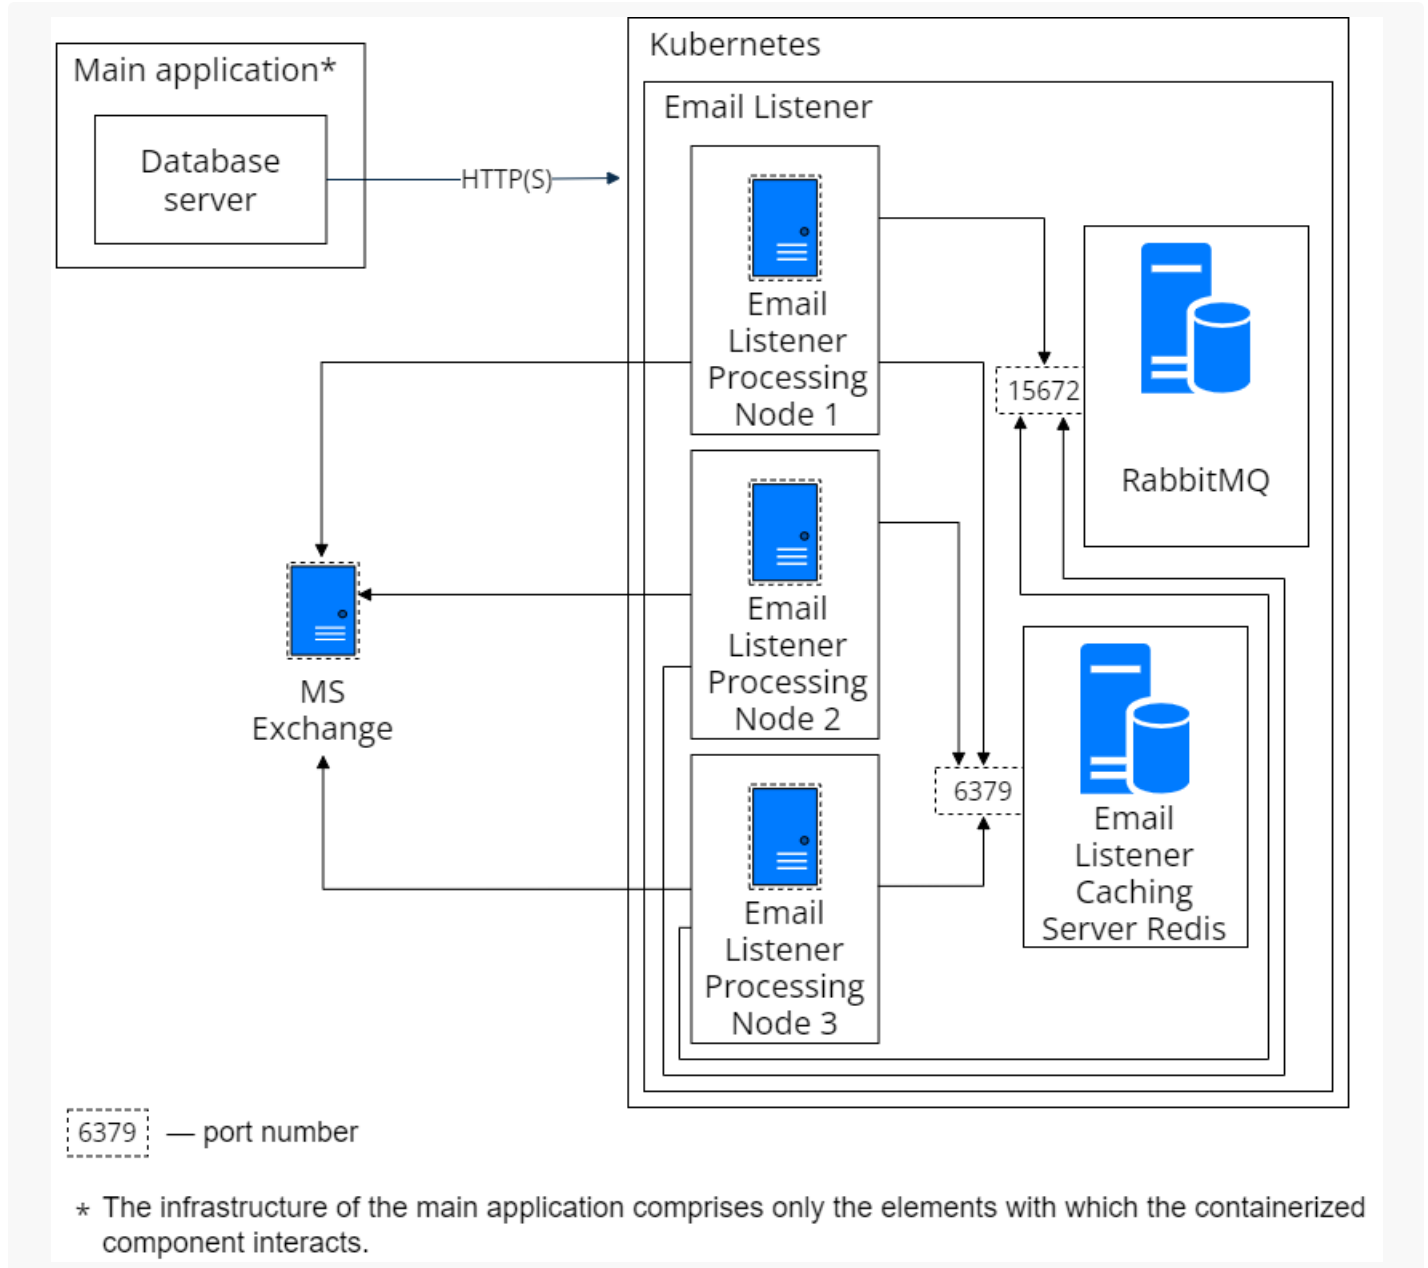 Kubernetes
Main application*
Email Listener
Database
server
HTTP(S)
Email
Listener
Processing
Node 1
15672
RabbitMQ
Email
Listener
Processing
Node 2
MS
Exchange
6379
Email
Listener
Caching
Server Redis
Email
Listener
Processing
Node 3
6379 — port number
* The infrastructure of the main application comprises only the elements with which the containerized
component interacts.